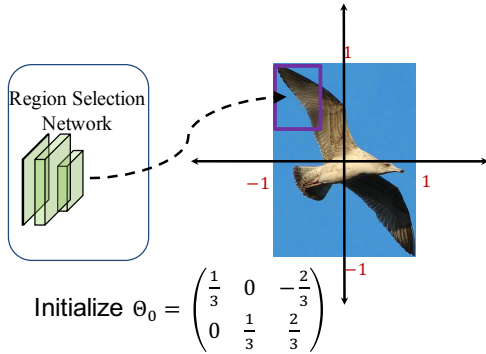 1
Region Selection
Network
−1
1
−1
Initialize Θ₀ = ( 1/3 0 −2/3
0 1/3 2/3 )